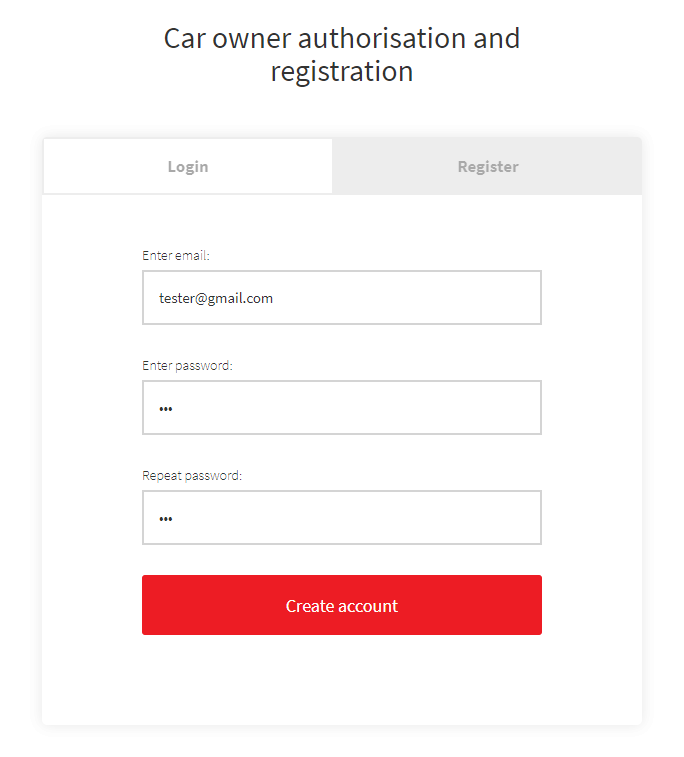 Car owner authorisation and
registration
Login
Register
Enter email:
tester@gmail.com
Enter password:
•••
Repeat password:
•••
Create account